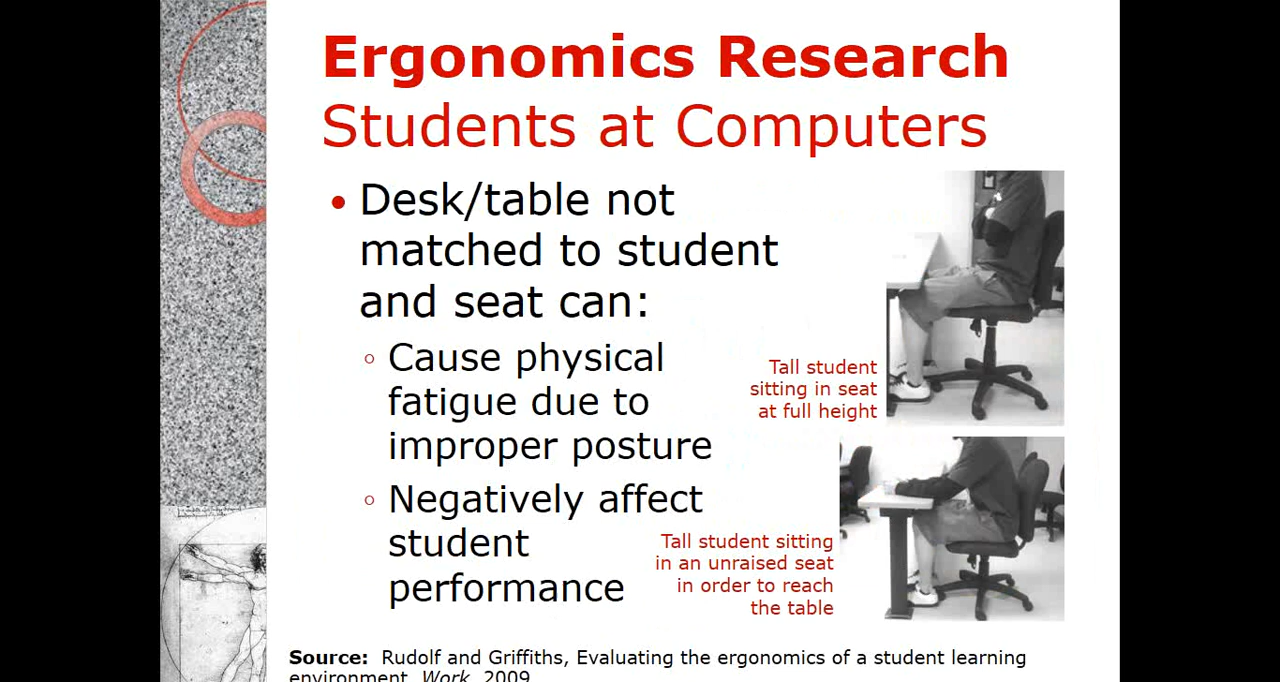 Ergonomics Research
Students at Computers
• Desk/table not
matched to student
and seat can:
◦ Cause physical
fatigue due to
improper posture
◦ Negatively affect
student
performance
Tall student
sitting in seat
at full height
Tall student sitting
in an unraised seat
in order to reach
the table
Source: Rudolf and Griffiths, Evaluating the ergonomics of a student learning
environment, Work, 2009